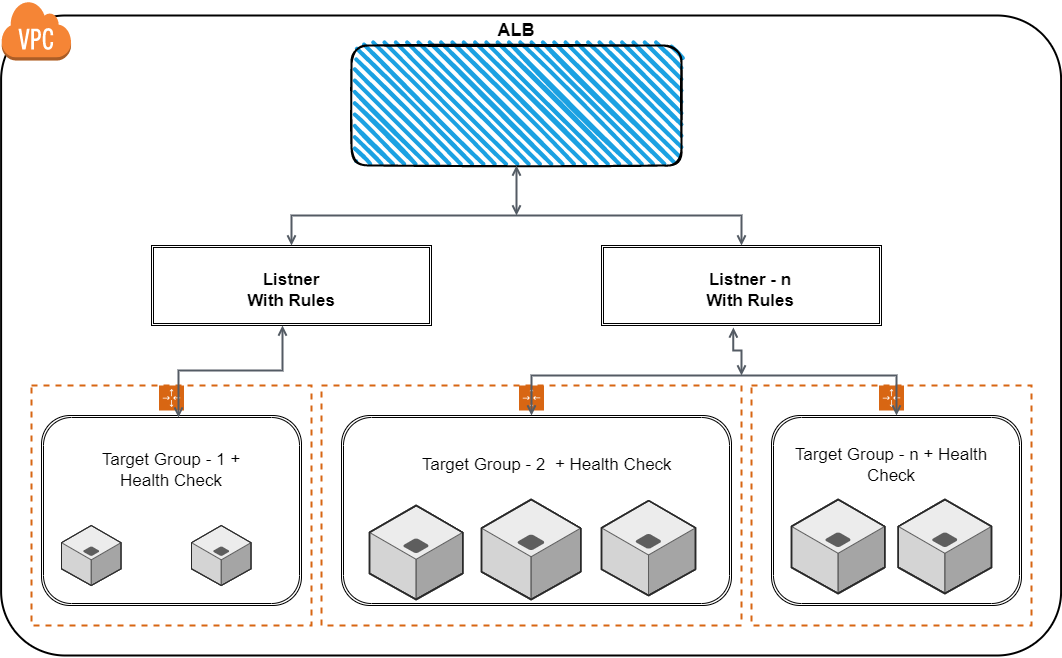 VPC
ALB
Listner
With Rules
Listner - n
With Rules
Target Group - 1 +
Health Check
Target Group - 2 + Health Check
Target Group - n + Health
Check